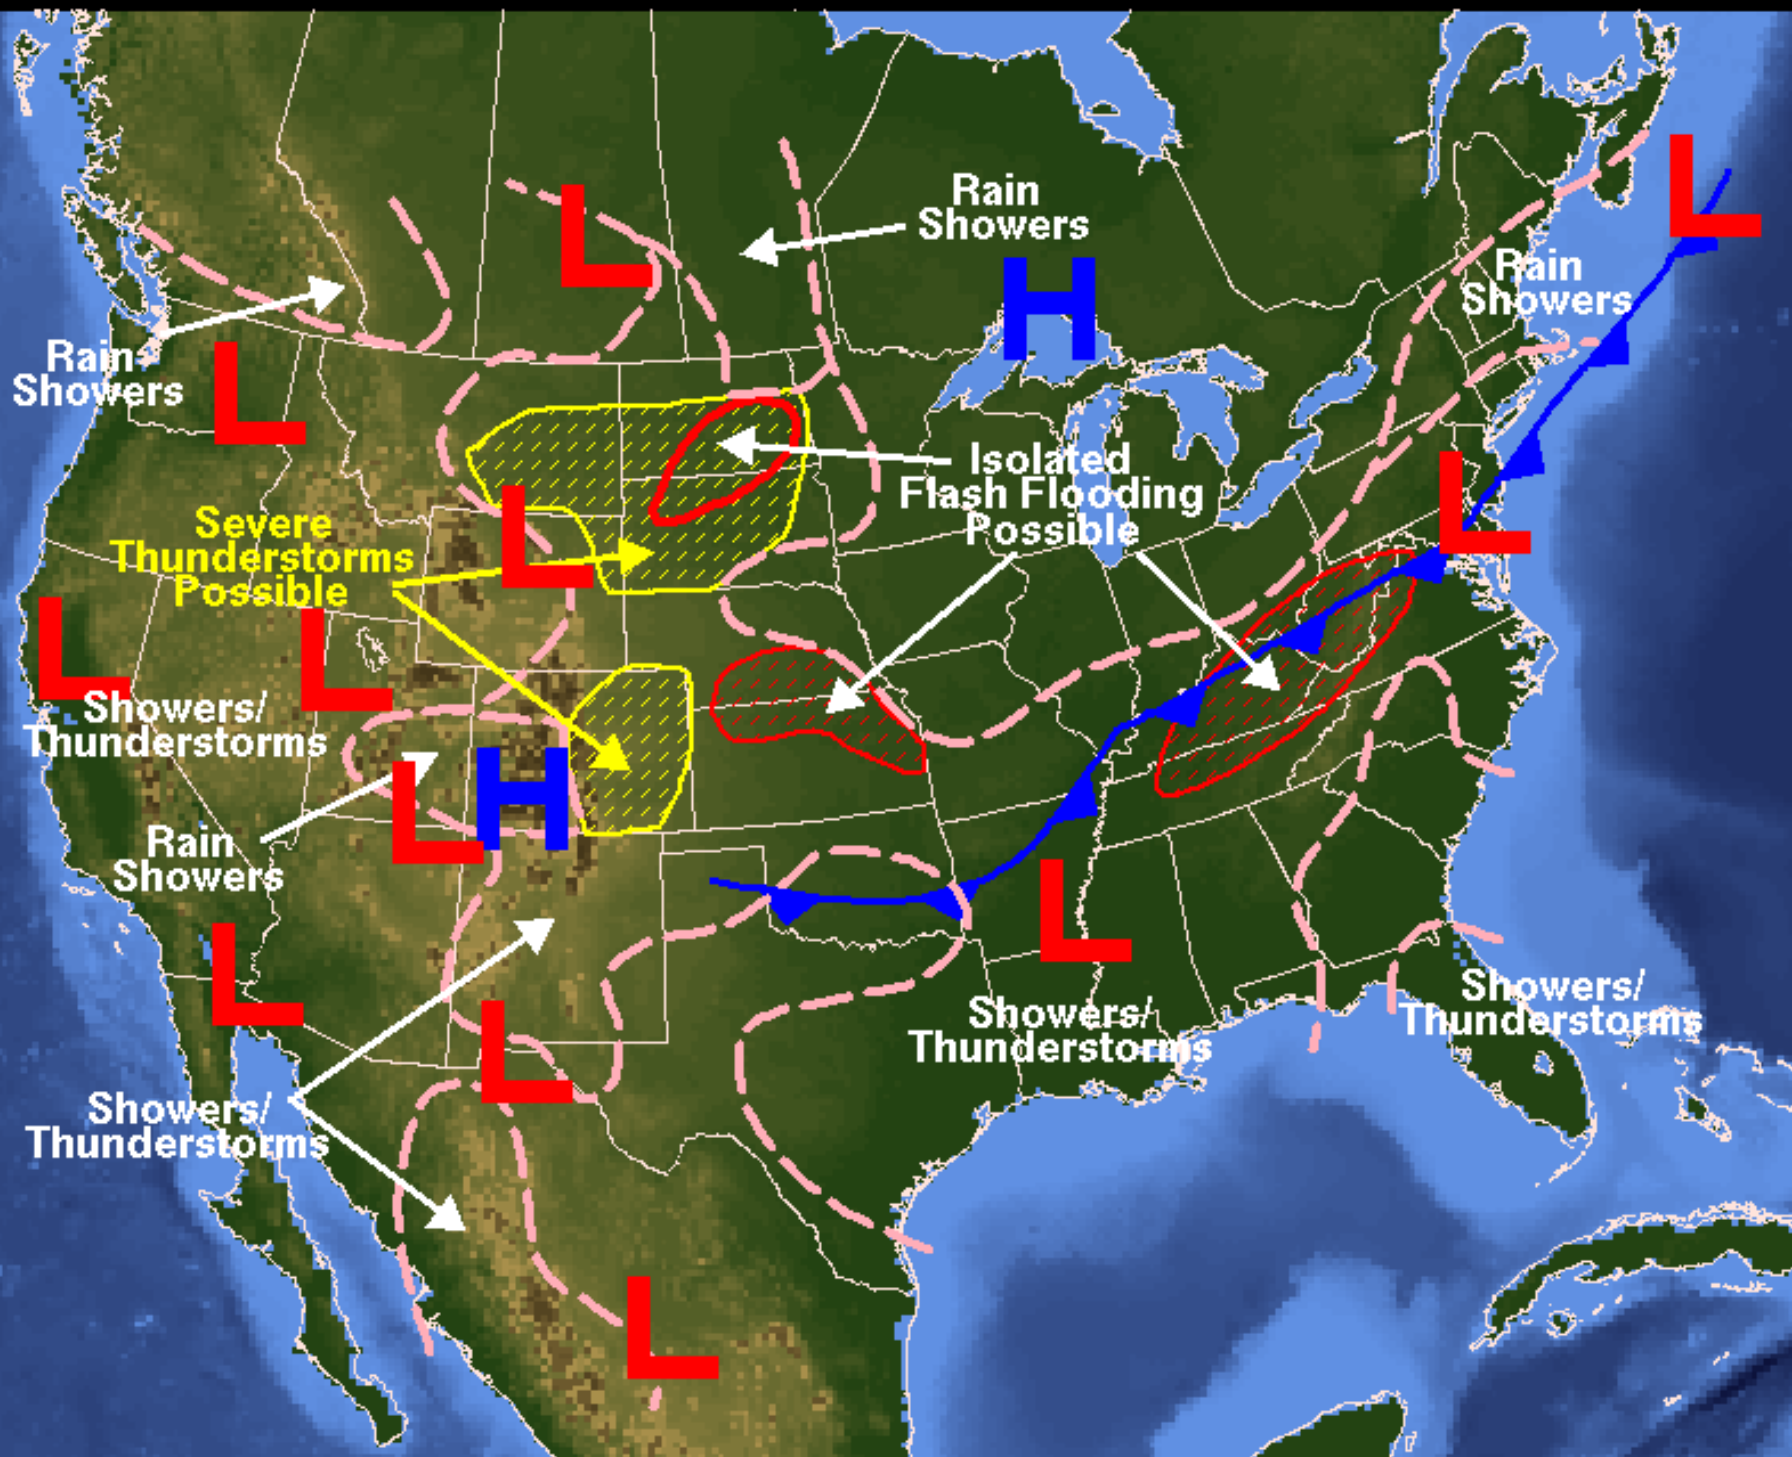 L
Rain
Showers
L
H
Rain
Showers
Rain
Showers
L
Isolated
Flash Flooding
Possible
L
L
Severe
Thunderstorms
Possible
L
L
Showers/
Thunderstorms
H
L
Rain
Showers
L
L
Showers/
Thunderstorms
Showers/
Thunderstorms
L
Showers/
Thunderstorms
L